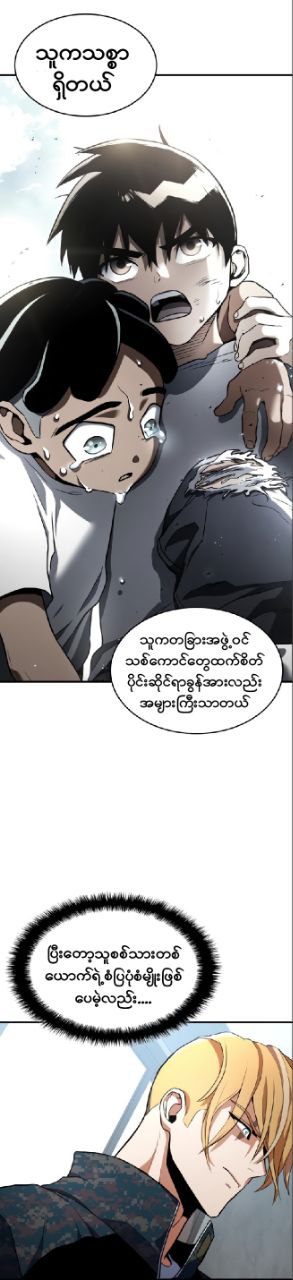 သူကသစ္စာ
ရှိတယ်
သူကတခြားအဖွဲ့ဝင်
သစ်ကောင်တွေထက်စိတ်
ပိုင်းဆိုင်ရာခွန်အားလည်း
အများကြီးသာတယ်
ပြီးတော့သူစစ်သားတစ်
ယောက်ရဲ့စံပြပုံစံမျိုးဖြစ်
ပေမဲ့လည်း....